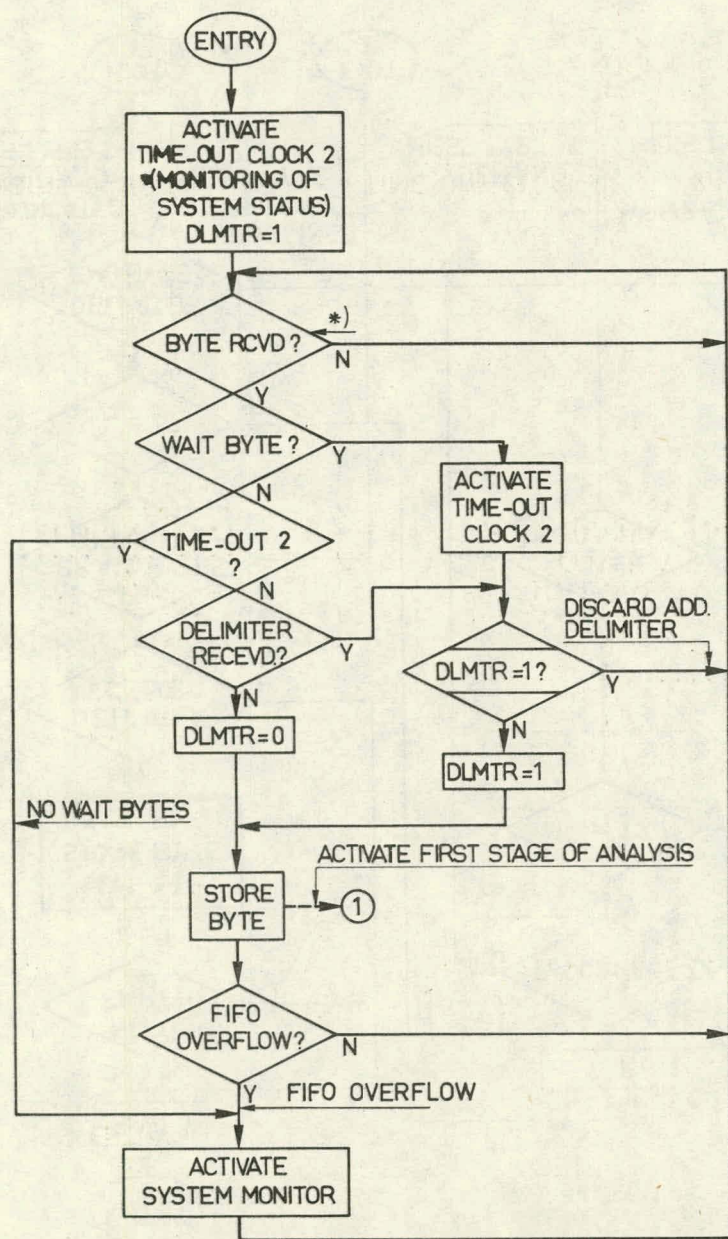 ENTRY
ACTIVATE
TIME-OUT CLOCK 2
*(MONITORING OF
SYSTEM STATUS)
DLMTR=1
*)
BYTE RCVD?
N
Y
WAIT BYTE?
Y
N
ACTIVATE
TIME-OUT
CLOCK 2
Y
TIME-OUT 2
?
N
DELIMITER
RECEVD.?
Y
N
DISCARD ADD.
DELIMITER
DLMTR=1?
Y
N
DLMTR=0
DLMTR=1
NO WAIT BYTES
ACTIVATE FIRST STAGE OF ANALYSIS
STORE
BYTE
1
FIFO
OVERFLOW?
N
Y
FIFO OVERFLOW
ACTIVATE
SYSTEM MONITOR